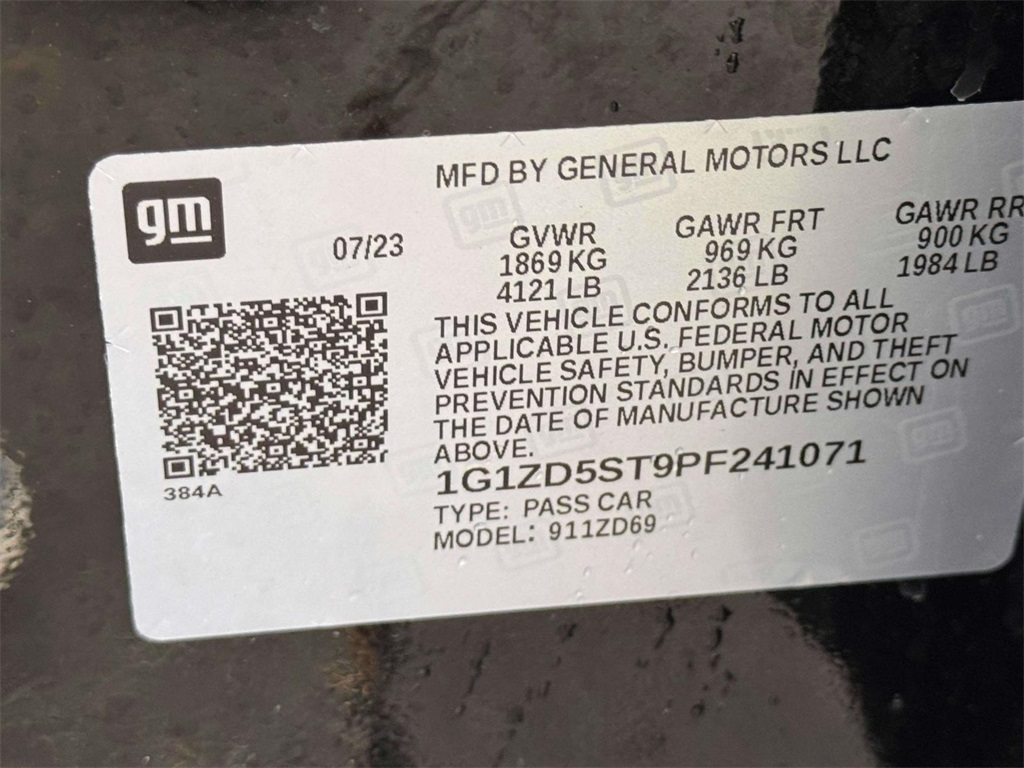 MFD BY GENERAL MOTORS LLC
gm
07/23
GVWR GAWR FRT GAWR RR
1869 KG 969 KG 900 KG
4121 LB 2136 LB 1984 LB
THIS VEHICLE CONFORMS TO ALL
APPLICABLE U.S. FEDERAL MOTOR
VEHICLE SAFETY, BUMPER, AND THEFT
PREVENTION STANDARDS IN EFFECT ON
THE DATE OF MANUFACTURE SHOWN
ABOVE.
384A
1G1ZD5ST9PF241071
TYPE: PASS CAR
MODEL: 911ZD69